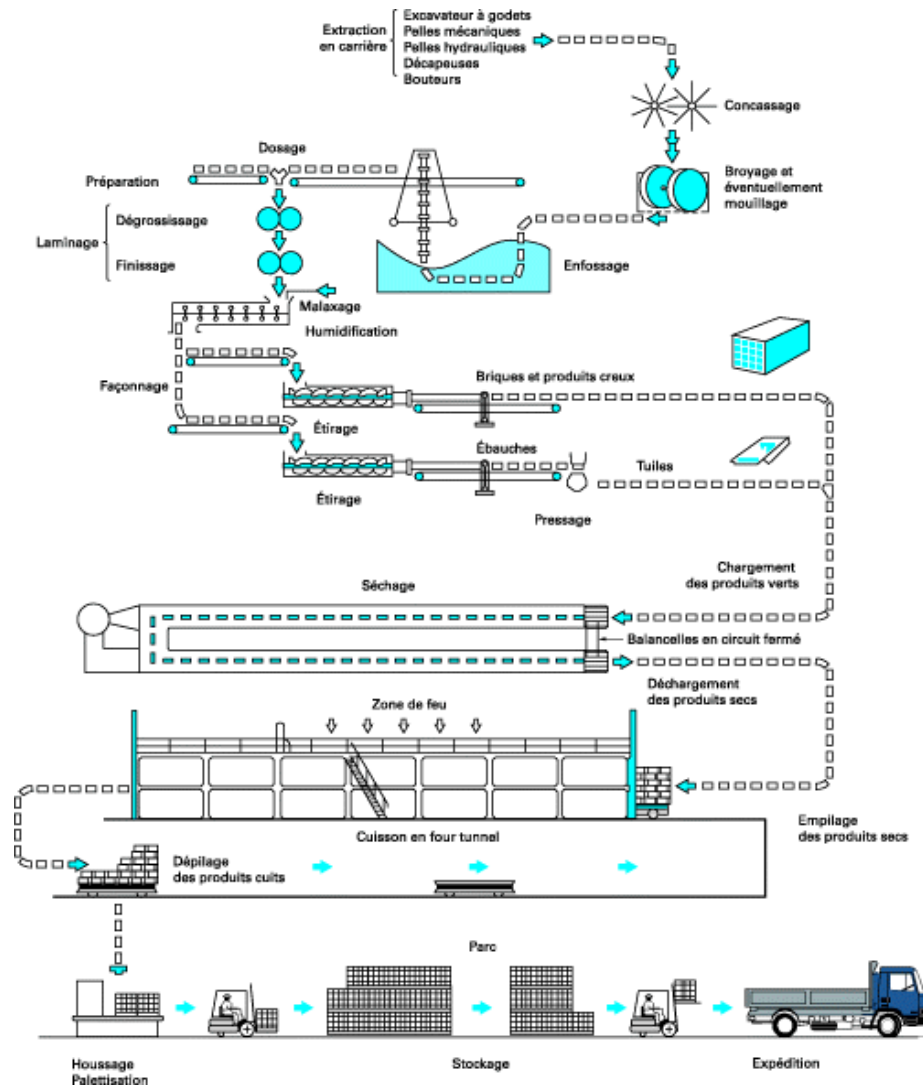 Extraction
en carrière
Excavateur à godets
Pelles mécaniques
Pelles hydrauliques
Décapeuses
Bouteurs
Concassage
Dosage
Préparation
Broyage et
éventuellement
mouillage
Laminage
Dégrossissage
Finissage
Enfossage
Malaxage
Humidification
Façonnage
Briques et produits creux
Étirage
Ébauches
Tuiles
Étirage
Pressage
Chargement
des produits verts
Séchage
Balancelles en circuit fermé
Déchargement
des produits secs
Zone de feu
Cuisson en four tunnel
Empilage
des produits secs
Dépilage
des produits cuits
Parc
Houssage
Palettisation
Stockage
Expédition